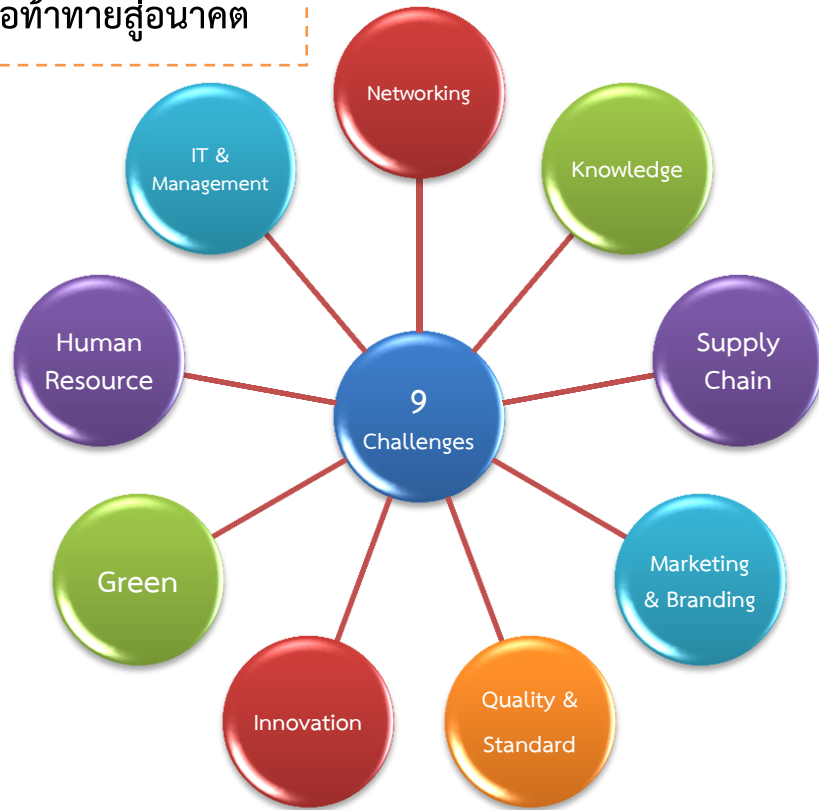 อท้าทายสู่อนาคต
Networking
Knowledge
Supply
Chain
Marketing
& Branding
Quality &
Standard
Innovation
Green
Human
Resource
IT &
Management
9
Challenges